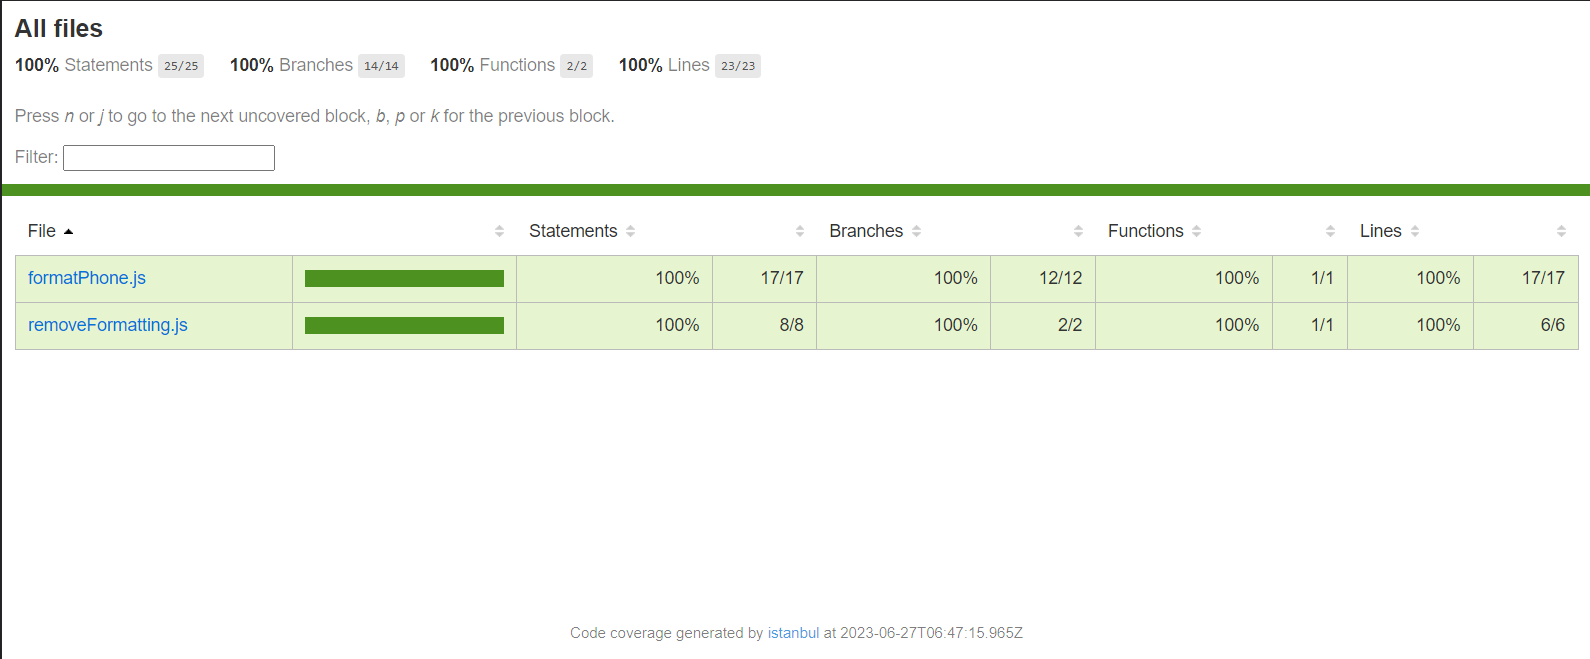 All files
100% Statements 25/25 100% Branches 14/14 100% Functions 2/2 100% Lines 23/23
Press n or j to go to the next uncovered block, b, p or k for the previous block.
Filter:
File Statements Branches Functions Lines
formatPhone.js 100% 17/17 100% 12/12 100% 1/1 100% 17/17
removeFormatting.js 100% 8/8 100% 2/2 100% 1/1 100% 6/6
Code coverage generated by istanbul at 2023-06-27T06:47:15.965Z